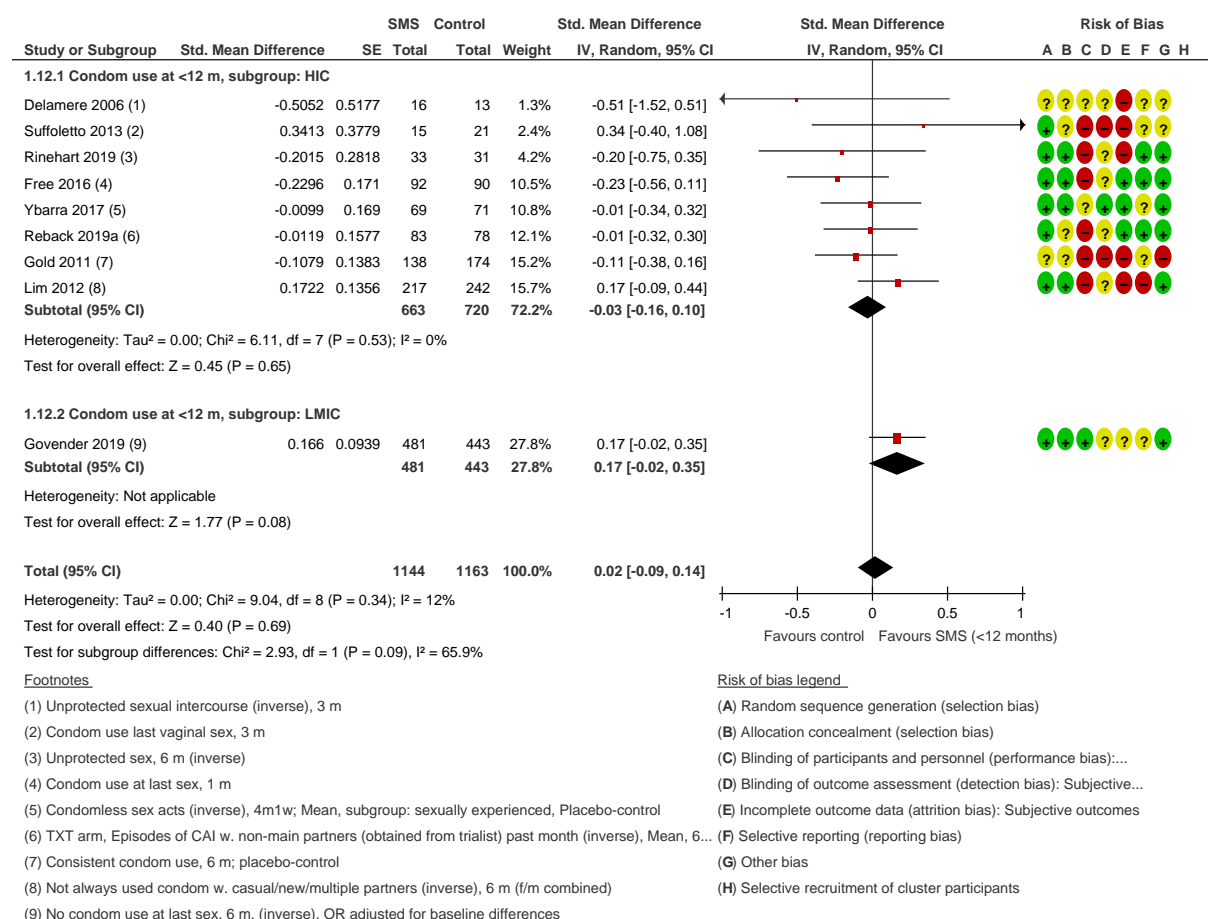 SMS Control Std. Mean Difference Std. Mean Difference Risk of Bias
Study or Subgroup Std. Mean Difference SE Total Total Weight IV, Random, 95% CI IV, Random, 95% CI A B C D E F G H
1.12.1 Condom use at <12 m, subgroup: HIC
Delamere 2006 (1) -0.5052 0.5177 16 13 1.3% -0.51 [-1.52, 0.51] ? ? ? ? − ? ?
Suffoletto 2013 (2) 0.3413 0.3779 15 21 2.4% 0.34 [-0.40, 1.08] + ? − − − ? ?
Rinehart 2019 (3) -0.2015 0.2818 33 31 4.2% -0.20 [-0.75, 0.35] + + − ? − + +
Free 2016 (4) -0.2296 0.171 92 90 10.5% -0.23 [-0.56, 0.11] + + − ? + + +
Ybarra 2017 (5) -0.0099 0.169 69 71 10.8% -0.01 [-0.34, 0.32] + + ? + + ? +
Reback 2019a (6) -0.0119 0.1577 83 78 12.1% -0.01 [-0.32, 0.30] + ? − ? + + +
Gold 2011 (7) -0.1079 0.1383 138 174 15.2% -0.11 [-0.38, 0.16] ? ? − − − ? −
Lim 2012 (8) 0.1722 0.1356 217 242 15.7% 0.17 [-0.09, 0.44] + + − ? − − +
Subtotal (95% CI) 663 720 72.2% -0.03 [-0.16, 0.10]
Heterogeneity: Tau² = 0.00; Chi² = 6.11, df = 7 (P = 0.53); I² = 0%
Test for overall effect: Z = 0.45 (P = 0.65)
1.12.2 Condom use at <12 m, subgroup: LMIC
Govender 2019 (9) 0.166 0.0939 481 443 27.8% 0.17 [-0.02, 0.35] + + + ? ? ? +
Subtotal (95% CI) 481 443 27.8% 0.17 [-0.02, 0.35]
Heterogeneity: Not applicable
Test for overall effect: Z = 1.77 (P = 0.08)
Total (95% CI) 1144 1163 100.0% 0.02 [-0.09, 0.14]
Heterogeneity: Tau² = 0.00; Chi² = 9.04, df = 8 (P = 0.34); I² = 12%
Test for overall effect: Z = 0.40 (P = 0.69)
Test for subgroup differences: Chi² = 2.93, df = 1 (P = 0.09), I² = 65.9%
-1 -0.5 0 0.5 1
Favours control Favours SMS (<12 months)
Footnotes
(1) Unprotected sexual intercourse (inverse), 3 m
(2) Condom use last vaginal sex, 3 m
(3) Unprotected sex, 6 m (inverse)
(4) Condom use at last sex, 1 m
(5) Condomless sex acts (inverse), 4m1w; Mean, subgroup: sexually experienced, Placebo-control
(6) TXT arm, Episodes of CAI w. non-main partners (obtained from trialist) past month (inverse), Mean, 6...
(7) Consistent condom use, 6 m; placebo-control
(8) Not always used condom w. casual/new/multiple partners (inverse), 6 m (f/m combined)
(9) No condom use at last sex, 6 m, (inverse), OR adjusted for baseline differences
Risk of bias legend
(A) Random sequence generation (selection bias)
(B) Allocation concealment (selection bias)
(C) Blinding of participants and personnel (performance bias):...
(D) Blinding of outcome assessment (detection bias): Subjective...
(E) Incomplete outcome data (attrition bias): Subjective outcomes
(F) Selective reporting (reporting bias)
(G) Other bias
(H) Selective recruitment of cluster participants